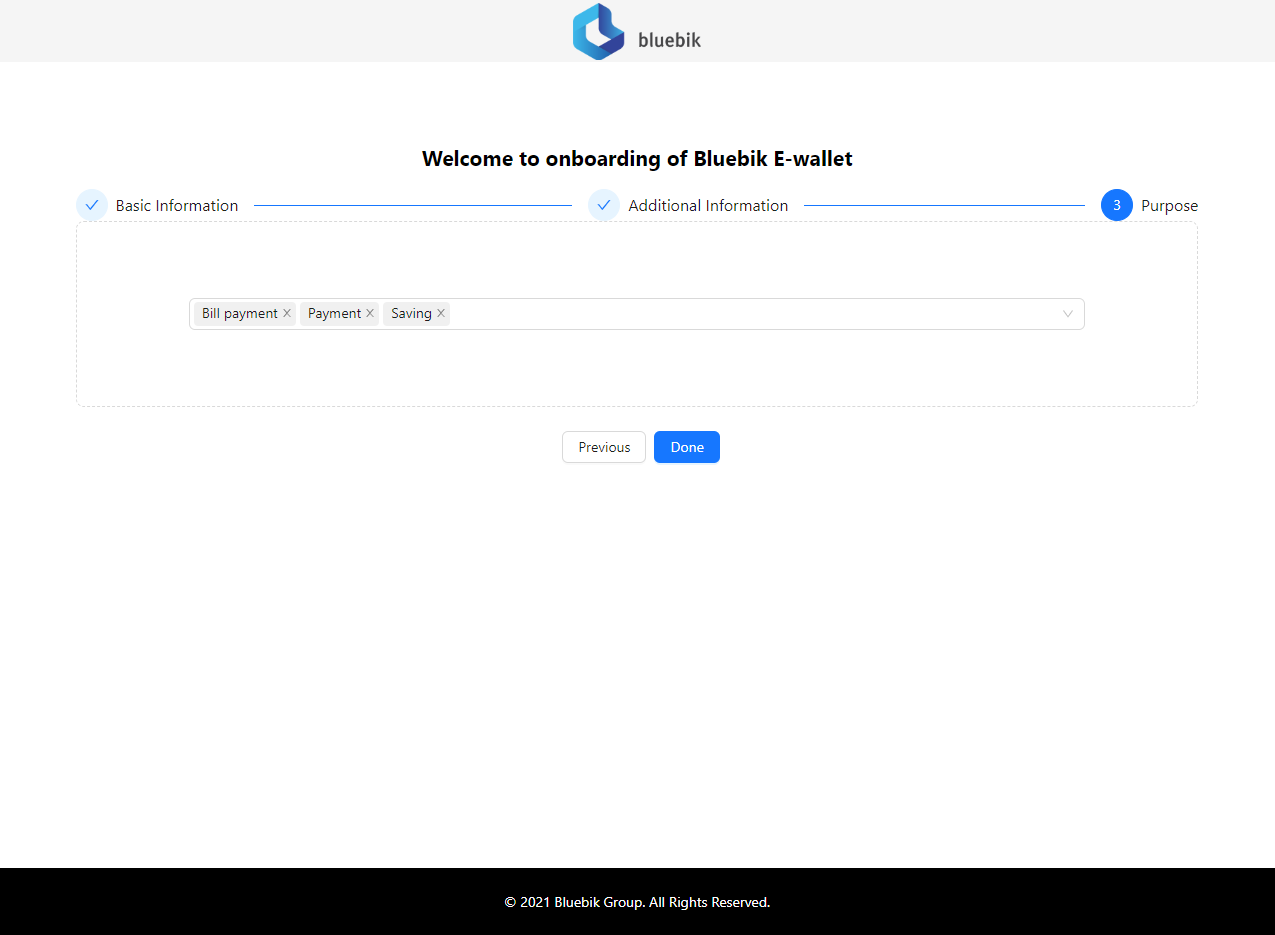 bluebik
Welcome to onboarding of Bluebik E-wallet
Basic Information
Additional Information
3 Purpose
Bill payment Payment Saving
Previous Done
© 2021 Bluebik Group. All Rights Reserved.